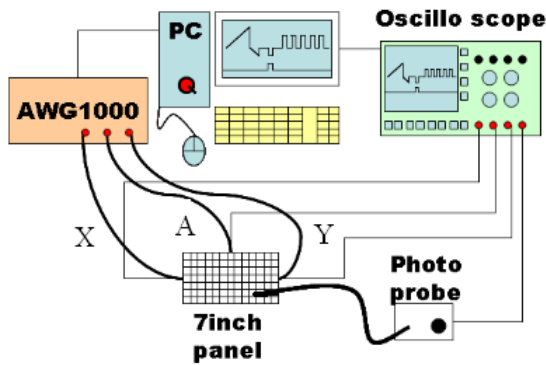 Oscillo scope
PC
AWG1000
X
A
Y
Photo
probe
7inch
panel